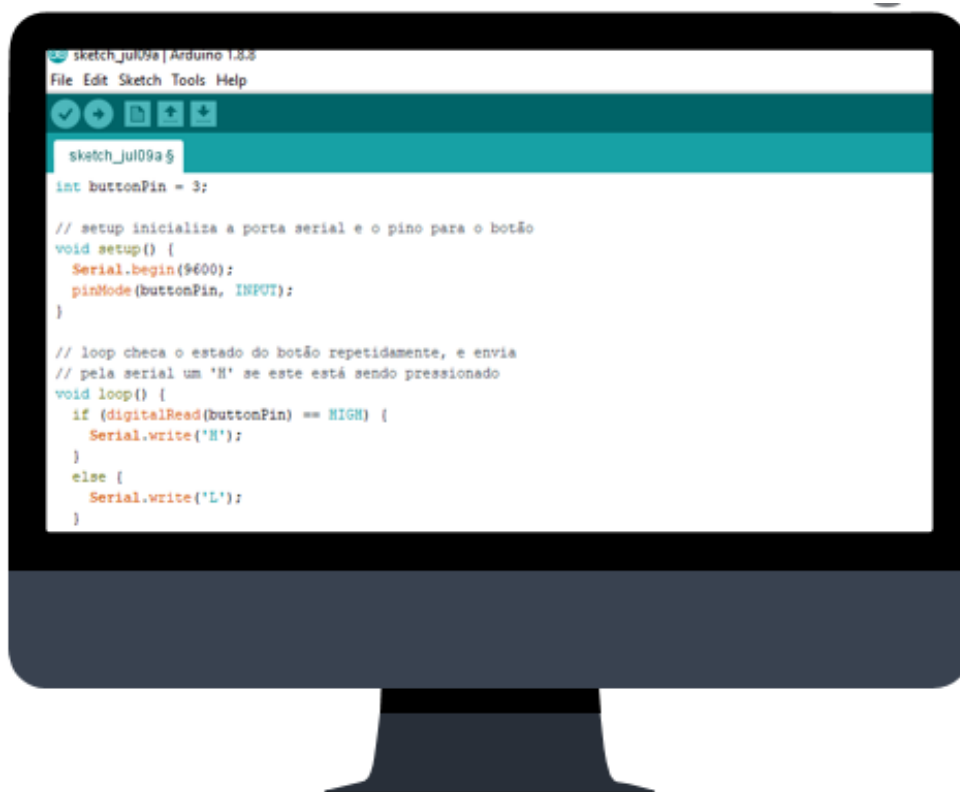 sketch_jul09a | Arduino 1.8.8
File Edit Sketch Tools Help
sketch_jul09a §
int buttonPin = 3;
// setup inicializa a porta serial e o pino para o botão
void setup() {
Serial.begin(9600);
pinMode(buttonPin, INPUT);
}
// loop checa o estado do botão repetidamente, e envia
// pela serial um 'H' se este está sendo pressionado
void loop() {
if (digitalRead(buttonPin) == HIGH) {
Serial.write('H');
}
else {
Serial.write('L');
}